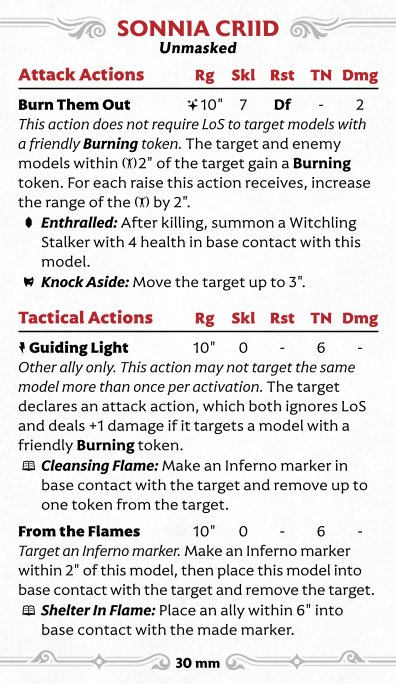 SONNIA CRIID
Unmasked
Attack Actions Rg Skl Rst TN Dmg
Burn Them Out 10" 7 Df - 2
This action does not require LoS to target models with
a friendly Burning token. The target and enemy
models within 2" of the target gain a Burning
token. For each raise this action receives, increase
the range of the by 2".
Enthralled: After killing, summon a Witchling
Stalker with 4 health in base contact with this
model.
Knock Aside: Move the target up to 3".
Tactical Actions Rg Skl Rst TN Dmg
Guiding Light 10" 0 - 6 -
Other ally only. This action may not target the same
model more than once per activation. The target
declares an attack action, which both ignores LoS
and deals +1 damage if it targets a model with a
friendly Burning token.
Cleansing Flame: Make an Inferno marker in
base contact with the target and remove up to
one token from the target.
From the Flames 10" 0 - 6 -
Target an Inferno marker. Make an Inferno marker
within 2" of this model, then place this model into
base contact with the target and remove the target.
Shelter In Flame: Place an ally within 6" into
base contact with the made marker.
30 mm